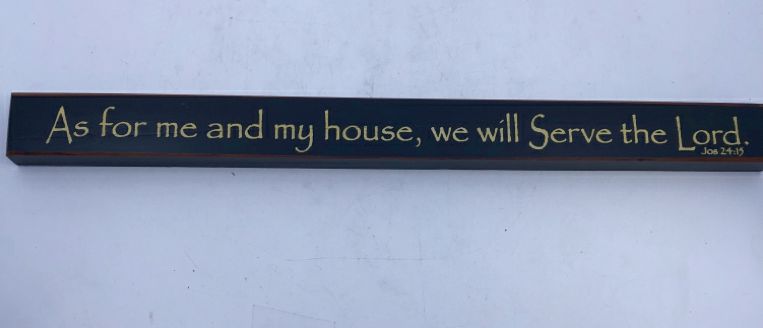 As for me and my house, we will Serve the Lord.
Jos 24:15